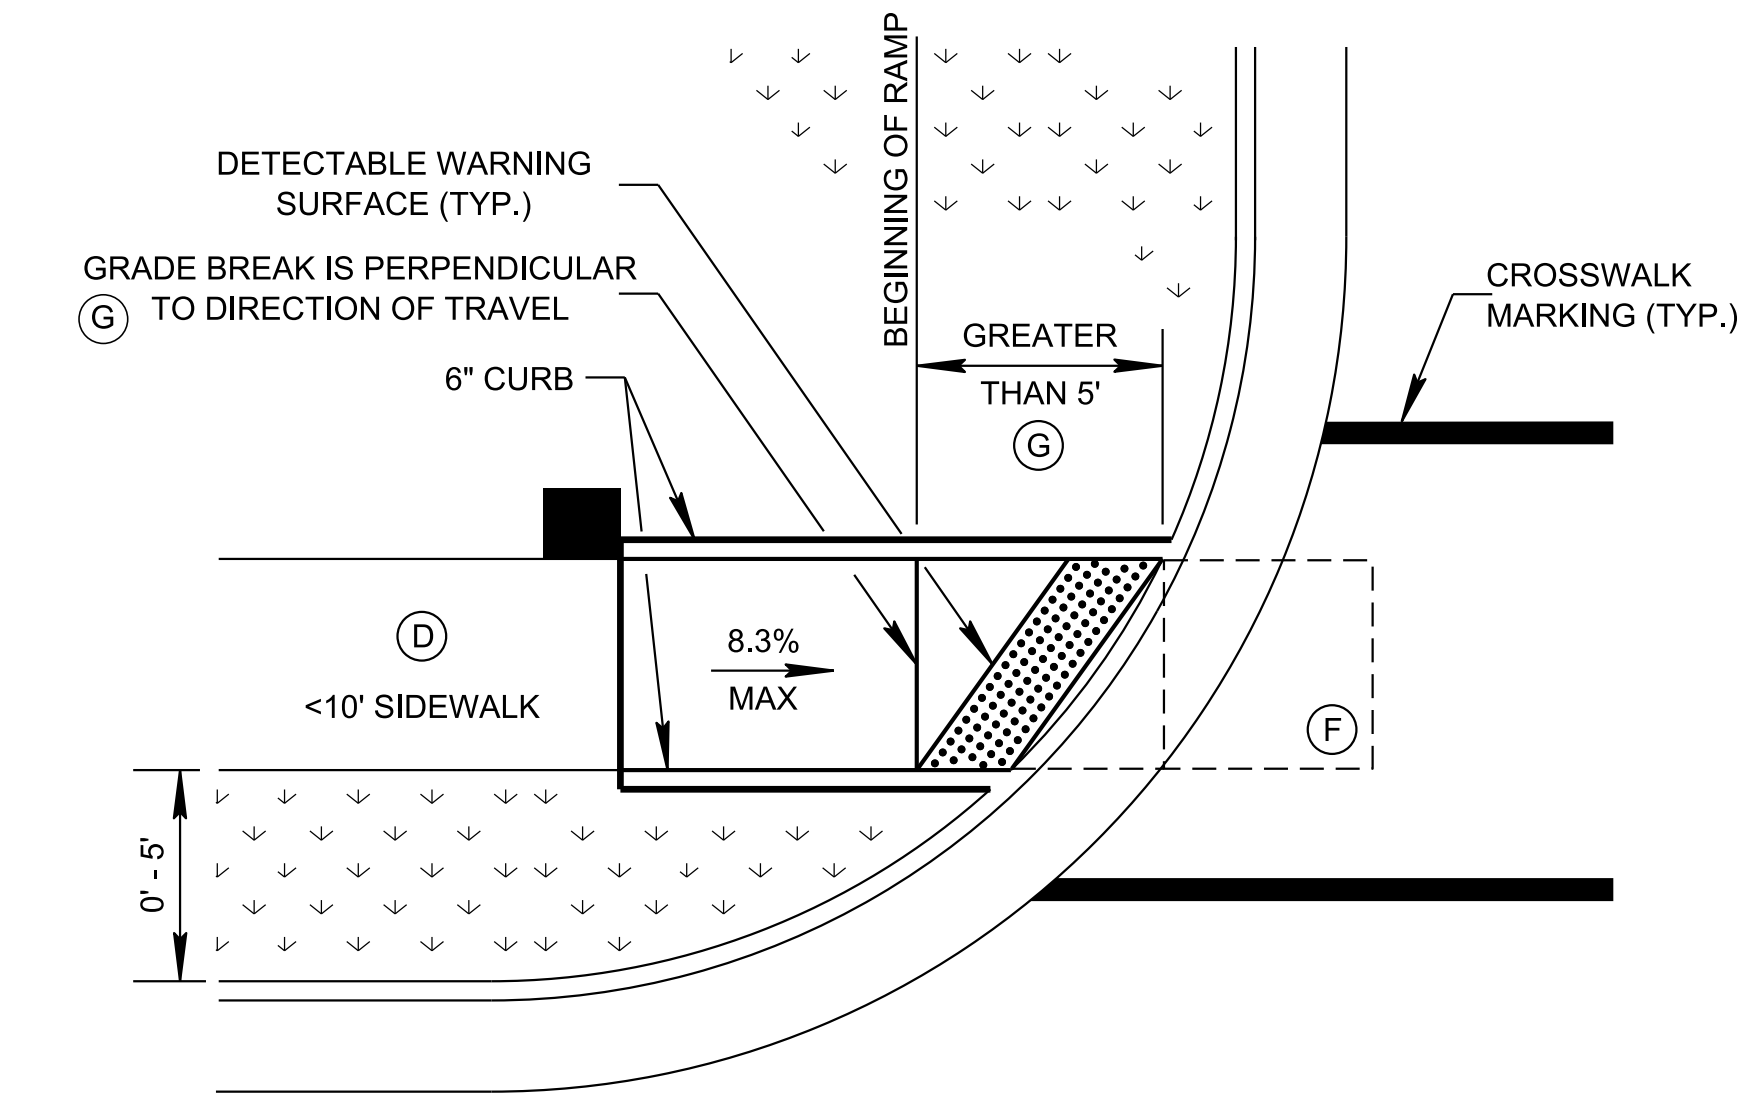 BEGINNING OF RAMP
DETECTABLE WARNING
SURFACE (TYP.)
GRADE BREAK IS PERPENDICULAR
TO DIRECTION OF TRAVEL
G
6" CURB
GREATER
THAN 5'
G
CROSSWALK
MARKING (TYP.)
D
<10' SIDEWALK
8.3%
MAX
F
0' - 5'